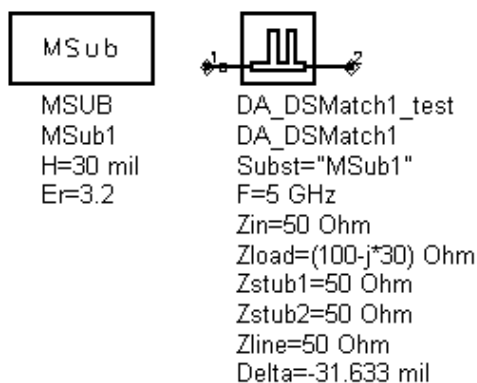 MSub
MSUB
MSub1
H=30 mil
Er=3.2
1
2
DA_DSMatch1_test
DA_DSMatch1
Subst="MSub1"
F=5 GHz
Zin=50 Ohm
Zload=(100-j*30) Ohm
Zstub1=50 Ohm
Zstub2=50 Ohm
Zline=50 Ohm
Delta=-31.633 mil